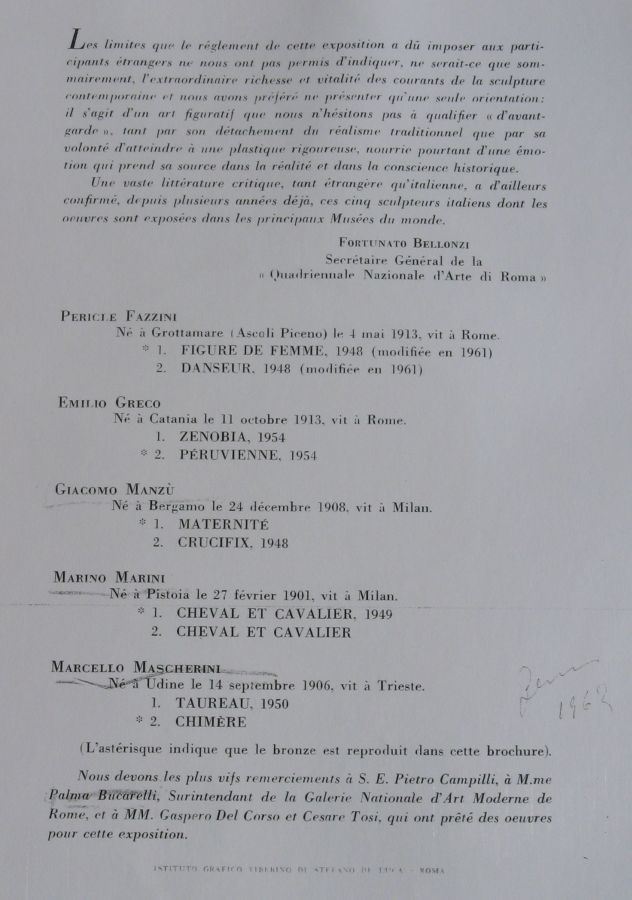 Les limites que le règlement de cette exposition a dû imposer aux parti-
cipants étrangers ne nous ont pas permis d'indiquer, ne serait-ce que som-
mairement, l'extraordinaire richesse et vitalité des courants de la sculpture
contemporaine et nous avons préféré ne présenter qu'une seule orientation:
il s'agit d'un art figuratif que nous n'hésitons pas à qualifier « d'avant-
garde », tant par son détachement du réalisme traditionnel que par sa
volonté d'atteindre à une plastique rigoureuse, nourrie pourtant d'une émo-
tion qui prend sa source dans la réalité et dans la conscience historique.
Une vaste littérature critique, tant étrangère qu'italienne, a d'ailleurs
confirmé, depuis plusieurs années déjà, ces cinq sculpteurs italiens dont les
oeuvres sont exposées dans les principaux Musées du monde.
FORTUNATO BELLONZI
Secrétaire Général de la
« Quadriennale Nazionale d'Arte di Roma »
PERICLE FAZZINI
Né à Grottamare (Ascoli Piceno) le 4 mai 1913, vit à Rome.
* 1. FIGURE DE FEMME, 1948 (modifiée en 1961)
2. DANSEUR, 1948 (modifiée en 1961)
EMILIO GRECO
Né à Catania le 11 octobre 1913, vit à Rome.
1. ZENOBIA, 1954
* 2. PÉRUVIENNE, 1954
GIACOMO MANZÙ
Né à Bergamo le 24 décembre 1908, vit à Milan.
* 1. MATERNITÉ
2. CRUCIFIX, 1948
MARINO MARINI
Né à Pistoia le 27 février 1901, vit à Milan.
* 1. CHEVAL ET CAVALIER, 1949
2. CHEVAL ET CAVALIER
MARCELLO MASCHERINI
Né à Udine le 14 septembre 1906, vit à Trieste.
1. TAUREAU, 1950
* 2. CHIMÈRE
1962
(L'astérisque indique que le bronze est reproduit dans cette brochure).
Nous devons les plus vifs remerciements à S. E. Pietro Campilli, à M.me
Palma Bucarelli, Surintendant de la Galerie Nationale d'Art Moderne de
Rome, et à MM. Gaspero Del Corso et Cesare Tosi, qui ont prêté des oeuvres
pour cette exposition.
ISTITUTO GRAFICO TIBERINO DI STEFANO DE LUCA - ROMA